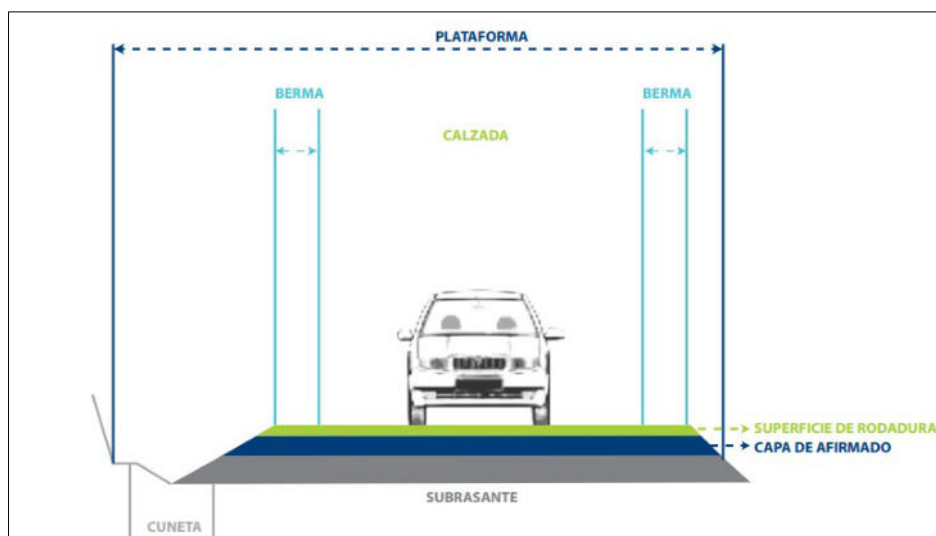 PLATAFORMA
BERMA
BERMA
CALZADA
SUPERFICIE DE RODADURA
CAPA DE AFIRMADO
SUBRASANTE
CUNETA